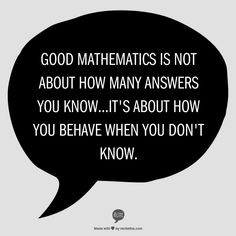 GOOD MATHEMATICS IS NOT
ABOUT HOW MANY ANSWERS
YOU KNOW...IT'S ABOUT HOW
YOU BEHAVE WHEN YOU DON'T
KNOW.